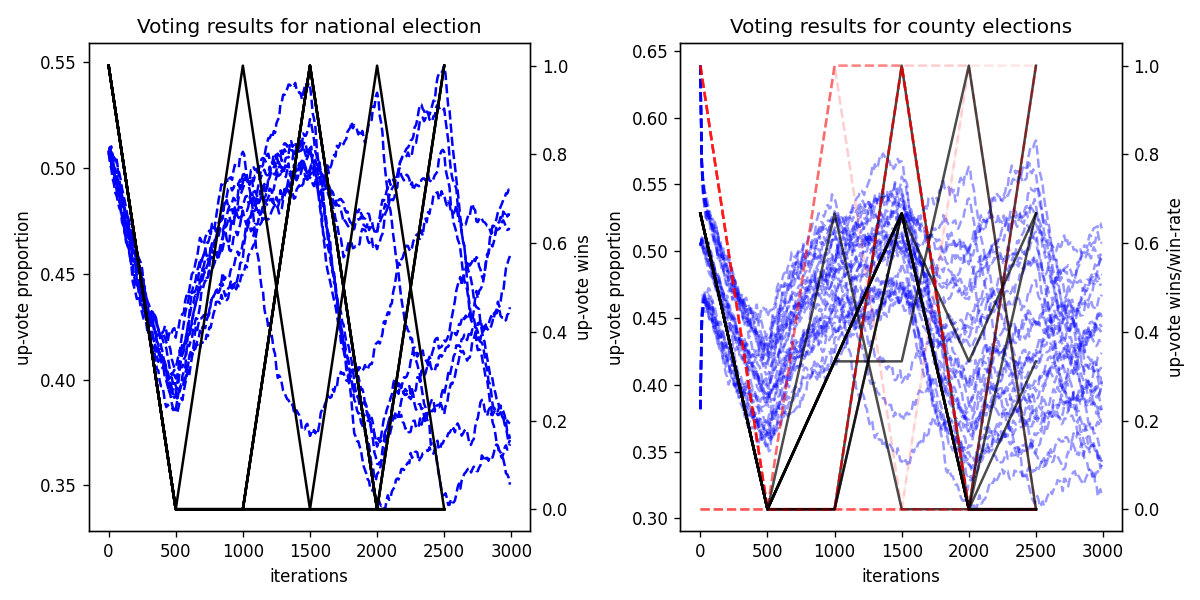 Voting results for national election
up-vote proportion
0.55
0.50
0.45
0.40
0.35
1.0
0.8
0.6
0.4
0.2
0.0
up-vote wins
0 500 1000 1500 2000 2500 3000
iterations
Voting results for county elections
up-vote proportion
0.65
0.60
0.55
0.50
0.45
0.40
0.35
0.30
1.0
0.8
0.6
0.4
0.2
0.0
up-vote wins/win-rate
0 500 1000 1500 2000 2500 3000
iterations